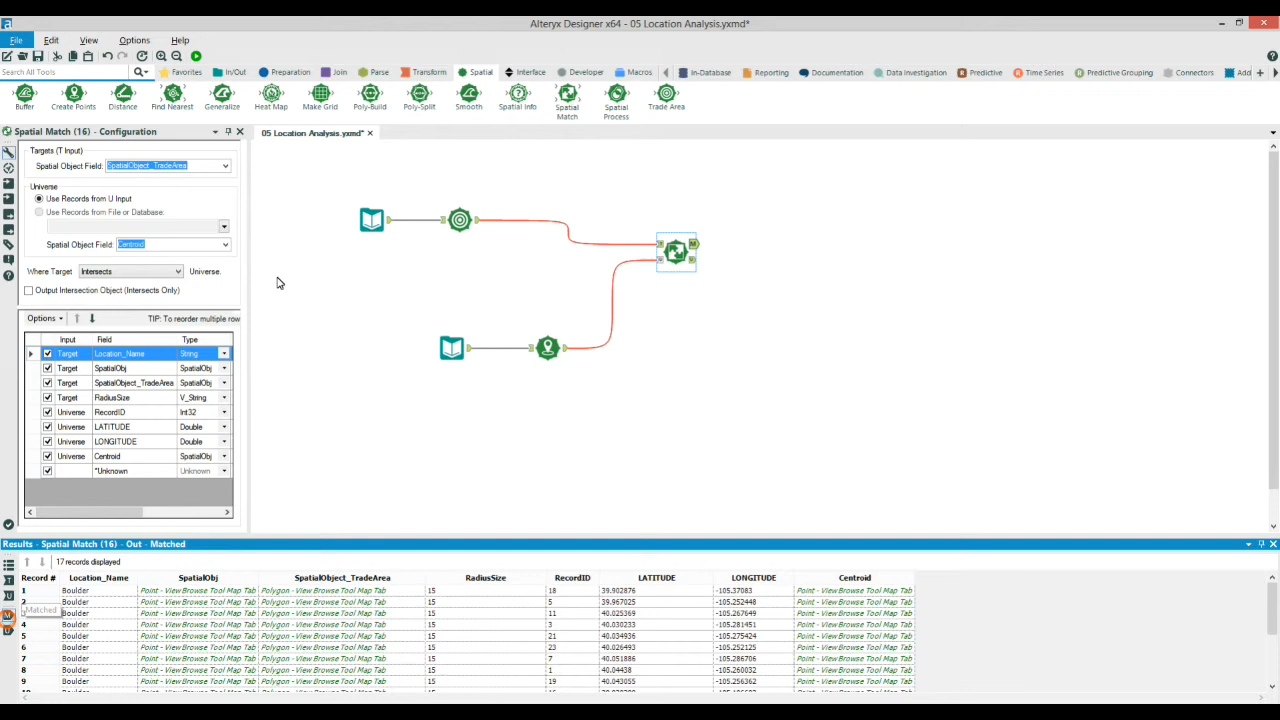 Alteryx Designer x64 - 05 Location Analysis.yxmd*
File Edit View Options Help
Search All Tools Favorites In/Out Preparation Join Parse Transform Spatial Interface Developer Macros In-Database Reporting Documentation Data Investigation Predictive Time Series Predictive Grouping Connectors Add
Buffer Create Points Distance Find Nearest Generalize Heat Map Make Grid Poly-Build Poly-Split Smooth Spatial Info Spatial Match Spatial Process Trade Area
Spatial Match (16) - Configuration
05 Location Analysis.yxmd*
Targets (T Input)
Spatial Object Field: SpatialObject_TradeArea
Universe
Use Records from U Input
Use Records from File or Database:
Spatial Object Field: Centroid
Where Target Intersects Universe.
Output Intersection Object (Intersects Only)
Options TIP: To reorder multiple row
Input Field Type
Target Location_Name String
Target SpatialObj SpatialObj
Target SpatialObject_TradeArea SpatialObj
Target RadiusSize V_String
Universe RecordID Int32
Universe LATITUDE Double
Universe LONGITUDE Double
Universe Centroid SpatialObj
*Unknown Unknown
Results - Spatial Match (16) - Out - Matched
17 records displayed
Record # Location_Name SpatialObj SpatialObject_TradeArea RadiusSize RecordID LATITUDE LONGITUDE Centroid
1 Boulder Point - View Browse Tool Map Tab Polygon - View Browse Tool Map Tab 15 18 39.902876 -105.37083 Point - View Browse Tool Map Tab
2 Boulder Point - View Browse Tool Map Tab Polygon - View Browse Tool Map Tab 15 5 39.967025 -105.252448 Point - View Browse Tool Map Tab
Matched
Boulder Point - View Browse Tool Map Tab Polygon - View Browse Tool Map Tab 15 11 40.025369 -105.267649 Point - View Browse Tool Map Tab
4 Boulder Point - View Browse Tool Map Tab Polygon - View Browse Tool Map Tab 15 3 40.030233 -105.281451 Point - View Browse Tool Map Tab
5 Boulder Point - View Browse Tool Map Tab Polygon - View Browse Tool Map Tab 15 21 40.034936 -105.275424 Point - View Browse Tool Map Tab
6 Boulder Point - View Browse Tool Map Tab Polygon - View Browse Tool Map Tab 15 23 40.026493 -105.252125 Point - View Browse Tool Map Tab
7 Boulder Point - View Browse Tool Map Tab Polygon - View Browse Tool Map Tab 15 7 40.051886 -105.286706 Point - View Browse Tool Map Tab
8 Boulder Point - View Browse Tool Map Tab Polygon - View Browse Tool Map Tab 15 1 40.04438 -105.260032 Point - View Browse Tool Map Tab
9 Boulder Point - View Browse Tool Map Tab Polygon - View Browse Tool Map Tab 15 19 40.043055 -105.256362 Point - View Browse Tool Map Tab